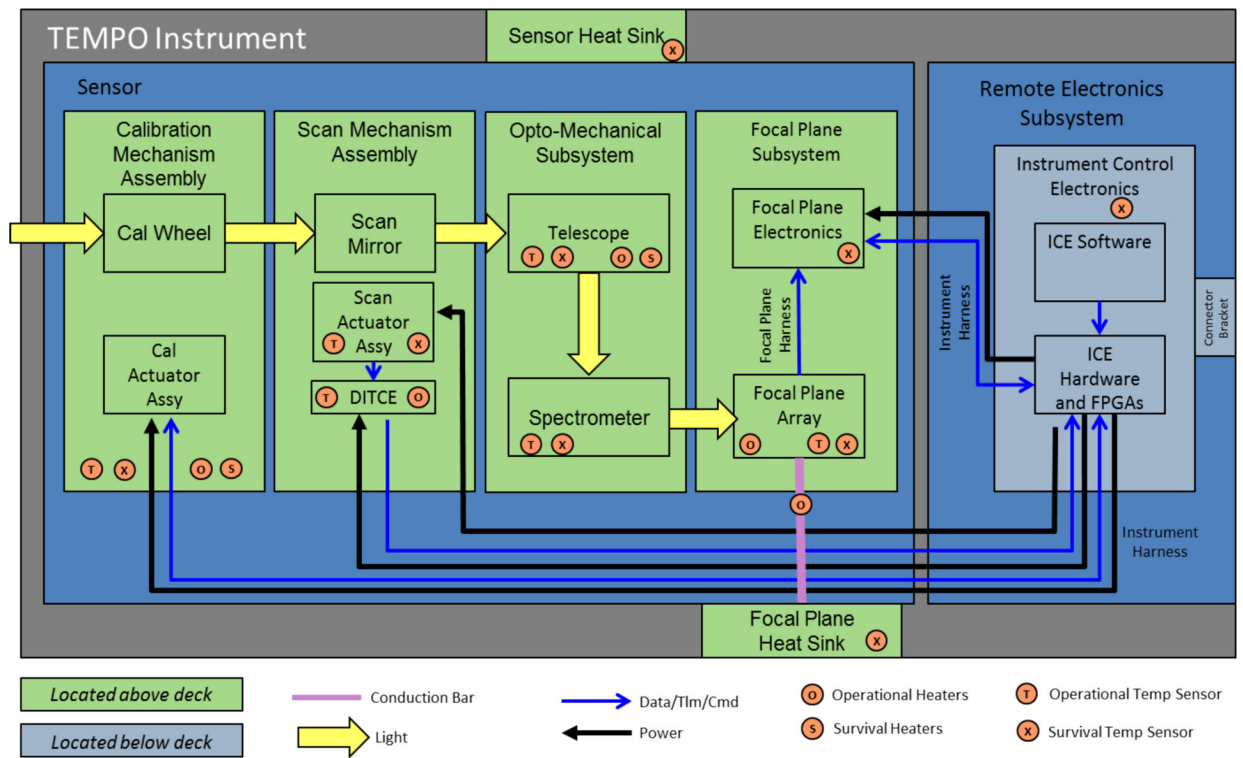 TEMPO Instrument
Sensor Heat Sink
X
Sensor
Remote Electronics
Subsystem
Calibration
Mechanism
Assembly
Cal Wheel
Cal
Actuator
Assy
T X O S
Scan Mechanism
Assembly
Scan
Mirror
Scan
Actuator
Assy
T X
DITCE
T O
Opto-Mechanical
Subsystem
Telescope
T X O S
Spectrometer
T X
Focal Plane
Subsystem
Focal Plane
Electronics
X
Focal Plane
Harness
Focal Plane
Array
O T X
O
Instrument
Harness
Instrument Control
Electronics
X
ICE Software
ICE
Hardware
and FPGAs
Connector
Bracket
Instrument
Harness
Focal Plane
Heat Sink
X
Located above deck
Located below deck
Conduction Bar
Light
Data/Tlm/Cmd
Power
O Operational Heaters
S Survival Heaters
T Operational Temp Sensor
X Survival Temp Sensor